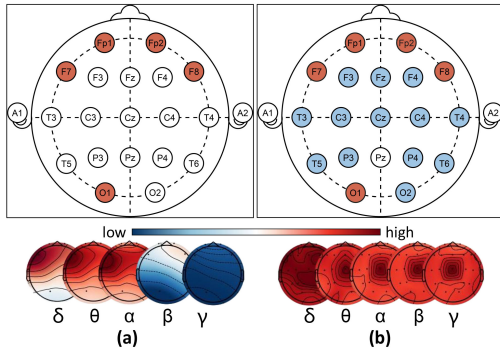 Fp1 Fp2 Fp1 Fp2
F7 F3 Fz F4 F8 F7 F3 Fz F4 F8
A1 T3 C3 Cz C4 T4 A2 A1 T3 C3 Cz C4 T4 A2
T5 P3 Pz P4 T6 T5 P3 Pz P4 T6
O1 O2 O1 O2
low high
δ θ α β γ δ θ α β γ
(a) (b)